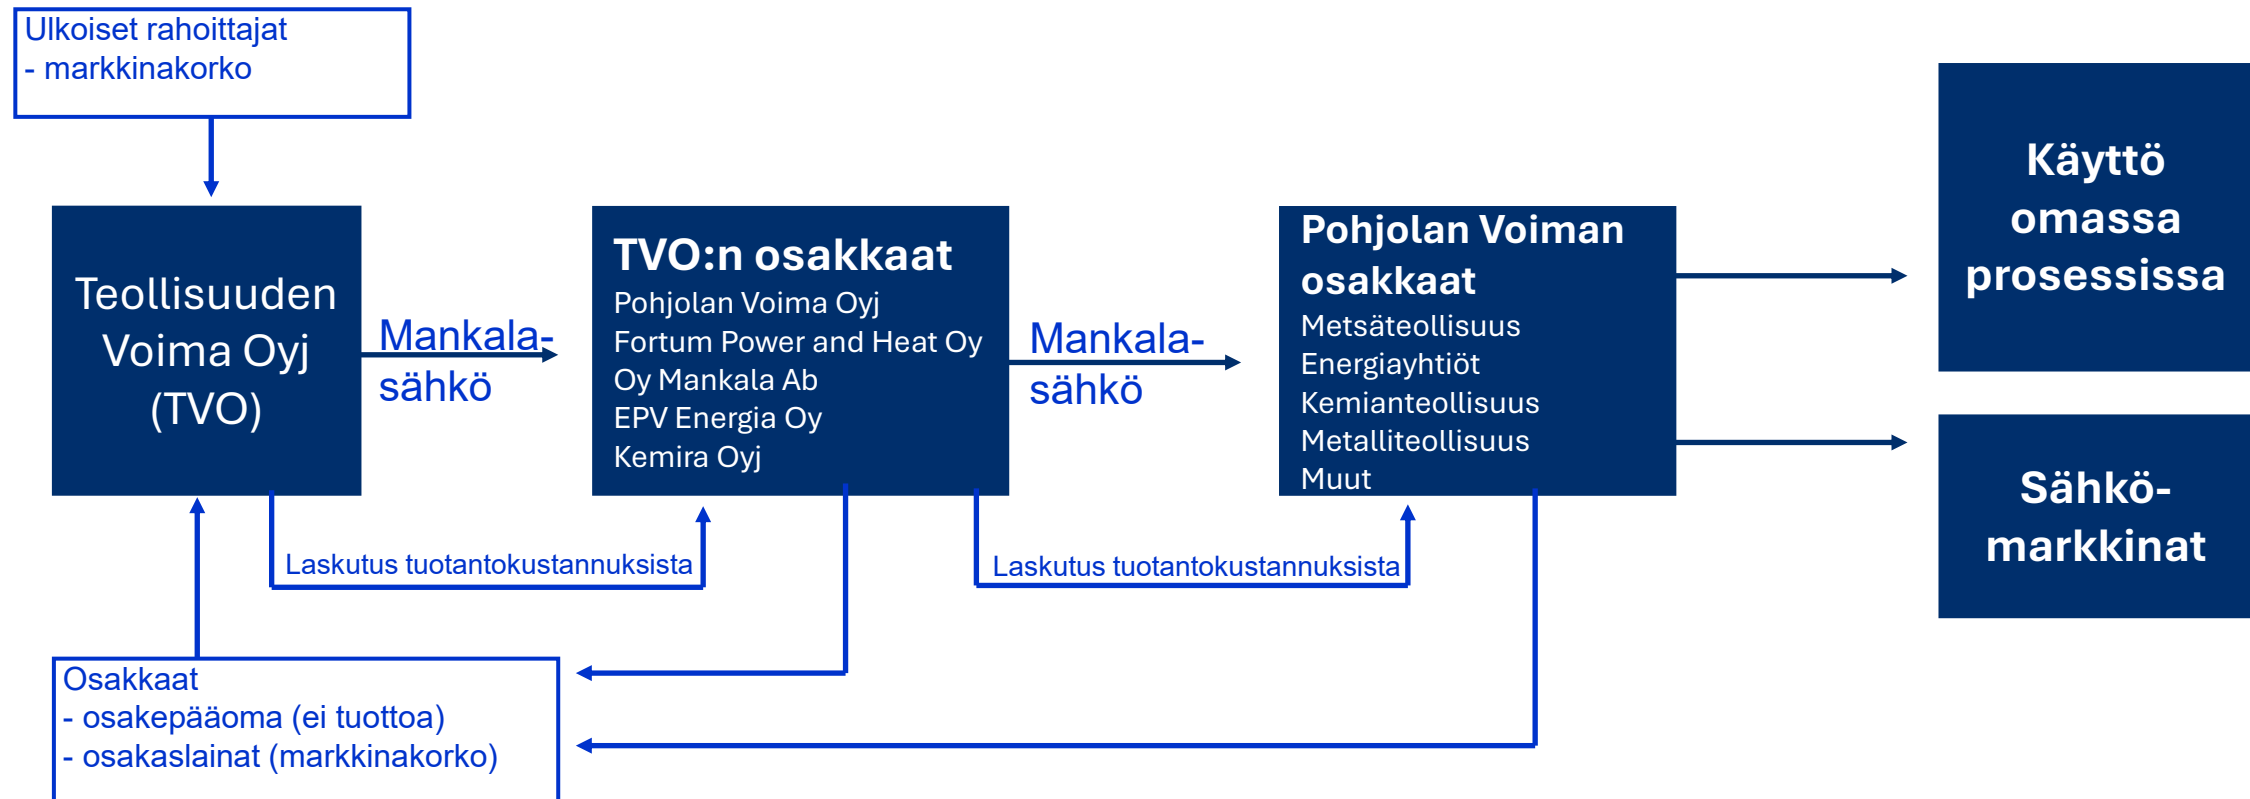 Ulkoiset rahoittajat
- markkinakorko
Teollisuuden
Voima Oyj
(TVO)
Mankala-
sähkö
TVO:n osakkaat
Pohjolan Voima Oyj
Fortum Power and Heat Oy
Oy Mankala Ab
EPV Energia Oy
Kemira Oyj
Mankala-
sähkö
Pohjolan Voiman
osakkaat
Metsäteollisuus
Energiayhtiöt
Kemianteollisuus
Metalliteollisuus
Muut
Käyttö
omassa
prosessissa
Sähkö-
markkinat
Laskutus tuotantokustannuksista
Laskutus tuotantokustannuksista
Osakkaat
- osakepääoma (ei tuottoa)
- osakaslainat (markkinakorko)